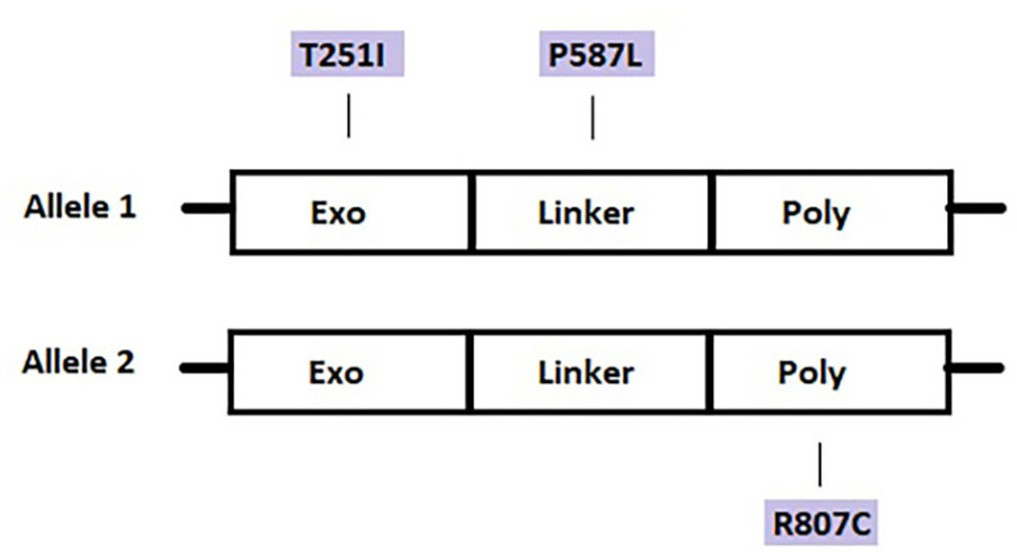 T251I P587L
Allele 1 Exo Linker Poly
Allele 2 Exo Linker Poly
R807C